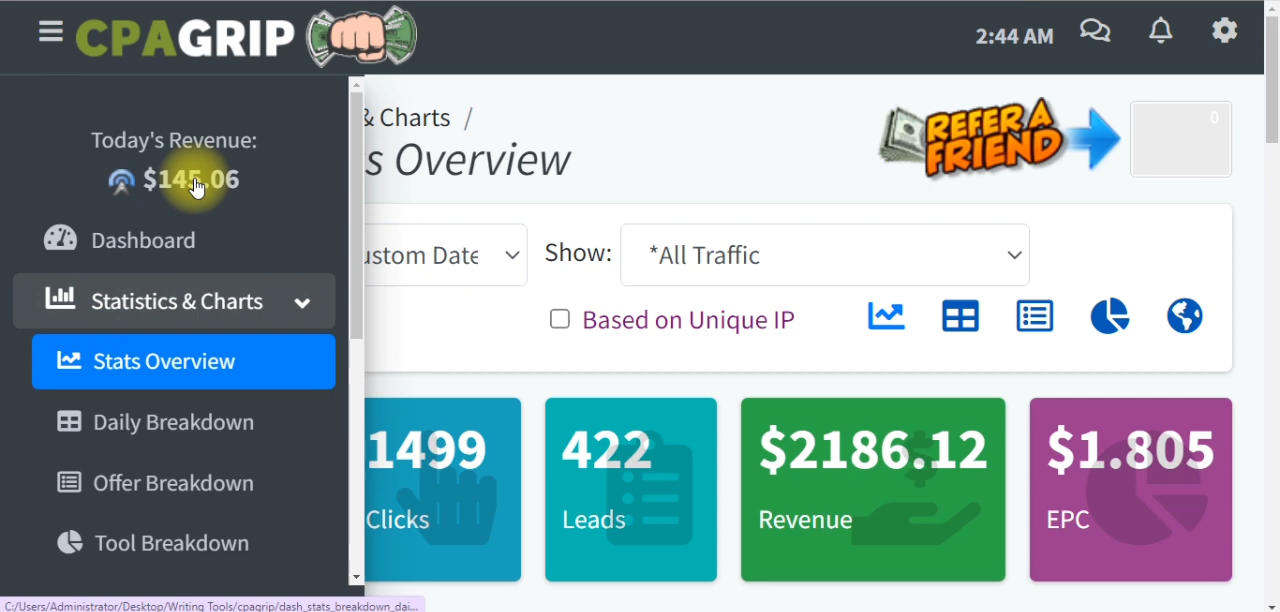 CPAGRIP
2:44 AM
Today's Revenue:
$145.06
Dashboard
Statistics & Charts
Stats Overview
Daily Breakdown
Offer Breakdown
Tool Breakdown
& Charts /
s Overview
REFER A
FRIEND
0
ustom Date
Show:
*All Traffic
Based on Unique IP
1499
Clicks
422
Leads
$2186.12
Revenue
$1.805
EPC
C:/Users/Administrator/Desktop/Writing Tools/cpagrip/dash_stats_breakdown_dai...